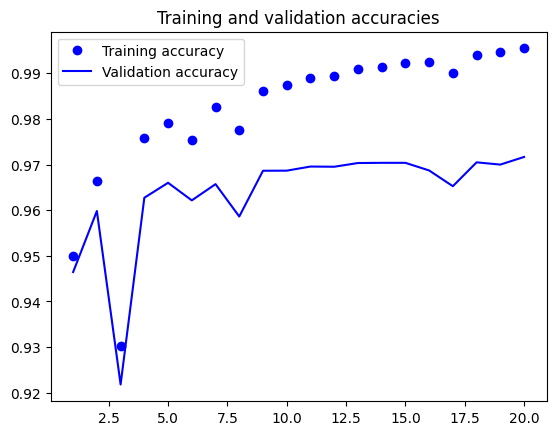 Training and validation accuracies
Training accuracy
Validation accuracy
0.99
0.98
0.97
0.96
0.95
0.94
0.93
0.92
2.5 5.0 7.5 10.0 12.5 15.0 17.5 20.0